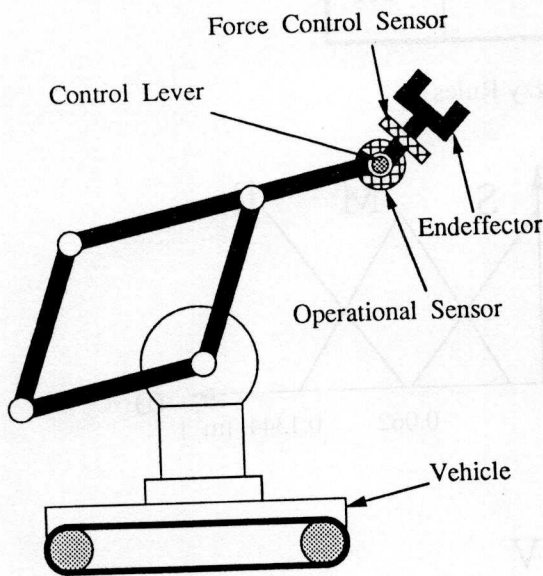 Force Control Sensor
Control Lever
Endeffector
Operational Sensor
Vehicle